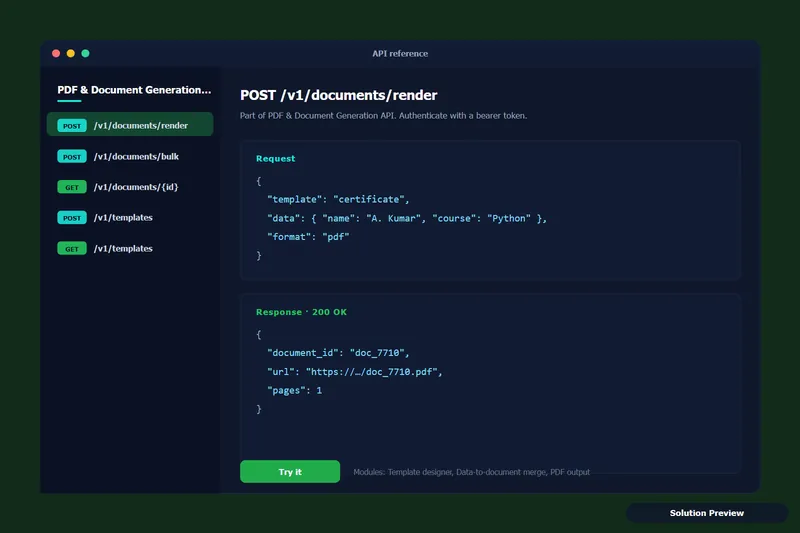 API reference
PDF & Document Generation...
POST /v1/documents/render
POST /v1/documents/bulk
GET /v1/documents/{id}
POST /v1/templates
GET /v1/templates
POST /v1/documents/render
Part of PDF & Document Generation API. Authenticate with a bearer token.
Request
{
"template": "certificate",
"data": { "name": "A. Kumar", "course": "Python" },
"format": "pdf"
}
Response · 200 OK
{
"document_id": "doc_7710",
"url": "https://…/doc_7710.pdf",
"pages": 1
}
Try it
Modules: Template designer, Data-to-document merge, PDF output
Solution Preview